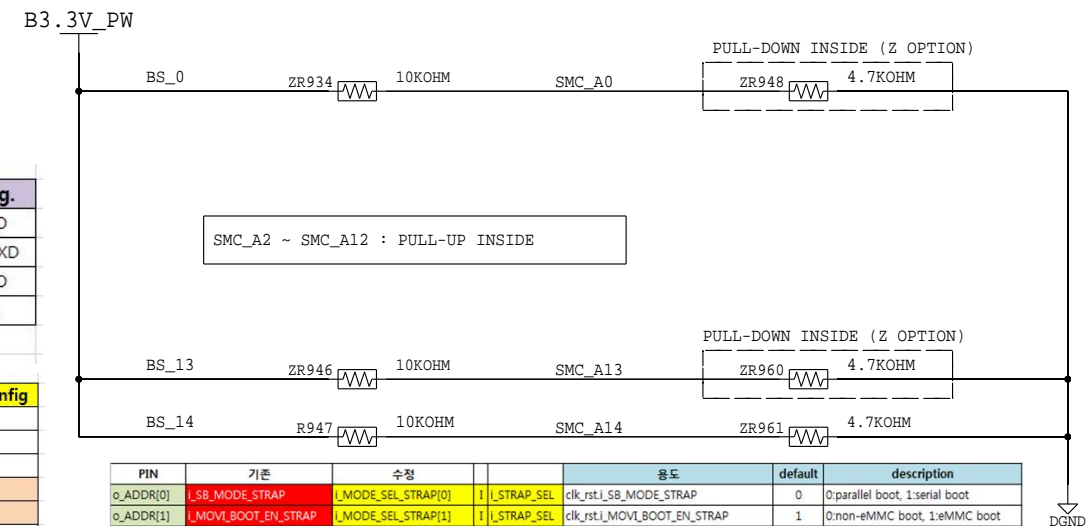 B3.3V_PW
PULL-DOWN INSIDE (Z OPTION)
BS_0 ZR934 10KOHM SMC_A0 ZR948 4.7KOHM
g.
D
XD
D
SMC_A2 ~ SMC_A12 : PULL-UP INSIDE
PULL-DOWN INSIDE (Z OPTION)
BS_13 ZR946 10KOHM SMC_A13 ZR960 4.7KOHM
nfig
BS_14 R947 10KOHM SMC_A14 ZR961 4.7KOHM
PIN 기존 수정 용도 default description
o_ADDR[0] i_SB_MODE_STRAP i_MODE_SEL_STRAP[0] I i_STRAP_SEL clk_rst.i_SB_MODE_STRAP 0 0:parallel boot, 1:serial boot
o_ADDR[1] i_MOVI_BOOT_EN_STRAP i_MODE_SEL_STRAP[1] I i_STRAP_SEL clk_rst.i_MOVI_BOOT_EN_STRAP 1 0:non-eMMC boot, 1:eMMC boot
DGND